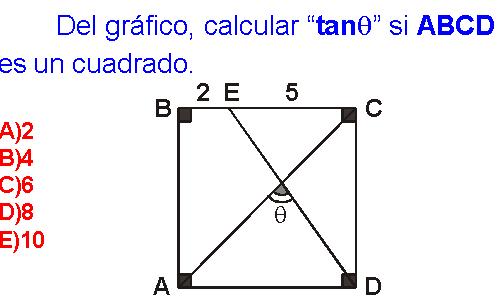 Del gráfico, calcular “tanθ” si ABCD
es un cuadrado.
2 E 5
B C
A)2
B)4
C)6
D)8
E)10
θ
A D